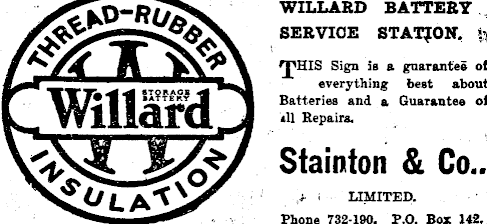 THREAD-RUBBER
Willard
STORAGE
BATTERY
INSULATION
WILLARD BATTERY
SERVICE STATION.
THIS Sign is a guarantee of
everything best about
Batteries and a Guarantee of
all Repairs.
Stainton & Co..
LIMITED.
Phone 732-190. P.O. Box 142.